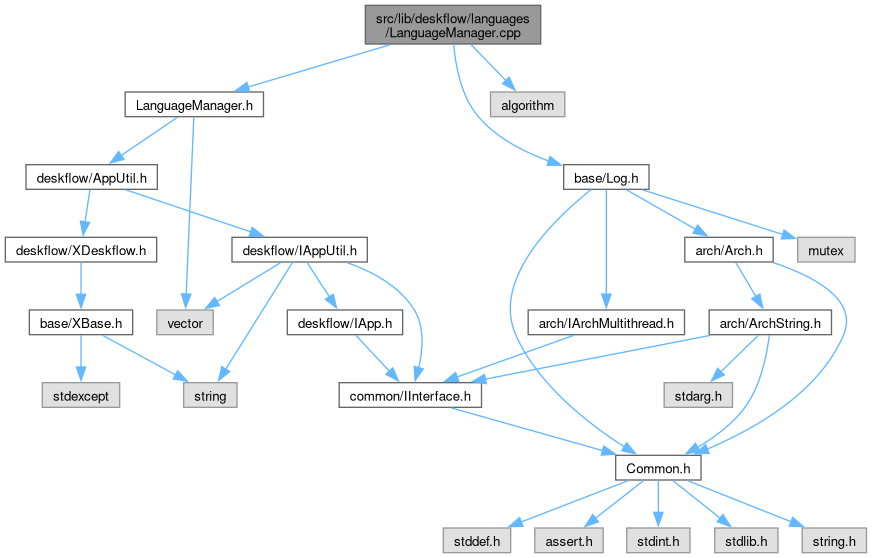 src/lib/deskflow/languages
/LanguageManager.cpp
LanguageManager.h
algorithm
deskflow/AppUtil.h
base/Log.h
deskflow/XDeskflow.h
deskflow/IAppUtil.h
arch/Arch.h
mutex
base/XBase.h
vector
deskflow/IApp.h
arch/IArchMultithread.h
arch/ArchString.h
stdexcept
string
common/IInterface.h
stdarg.h
Common.h
stddef.h
assert.h
stdint.h
stdlib.h
string.h